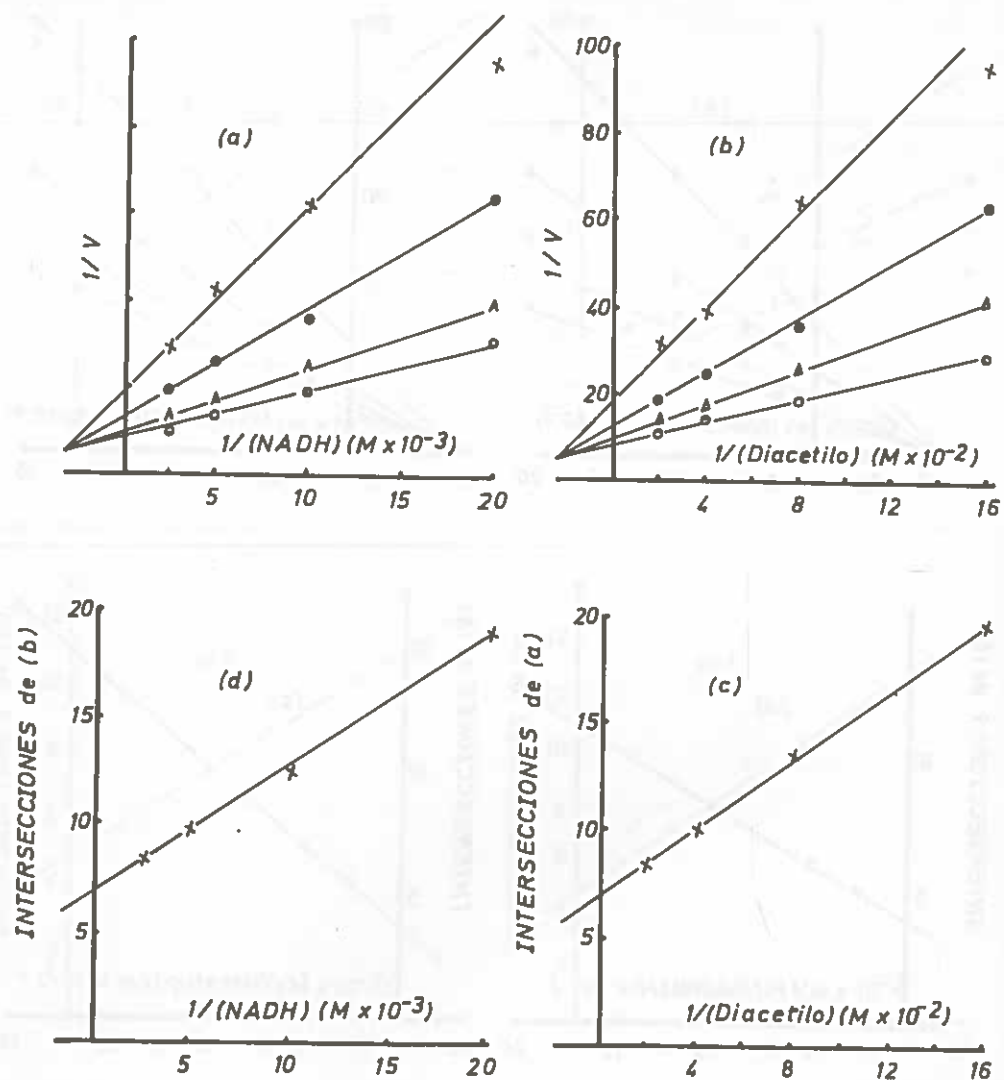 (a)
1/V
1/(NADH) (M x 10-3)
5 10 15 20
100
80
60
40
20
(b)
1/V
1/(Diacetilo) (M x 10-2)
4 8 12 16
20
15
10
5
INTERSECCIONES de (b)
(d)
1/(NADH) (M x 10-3)
5 10 15 20
20
15
10
5
INTERSECCIONES de (a)
(c)
1/(Diacetilo) (M x 10-2)
4 8 12 16